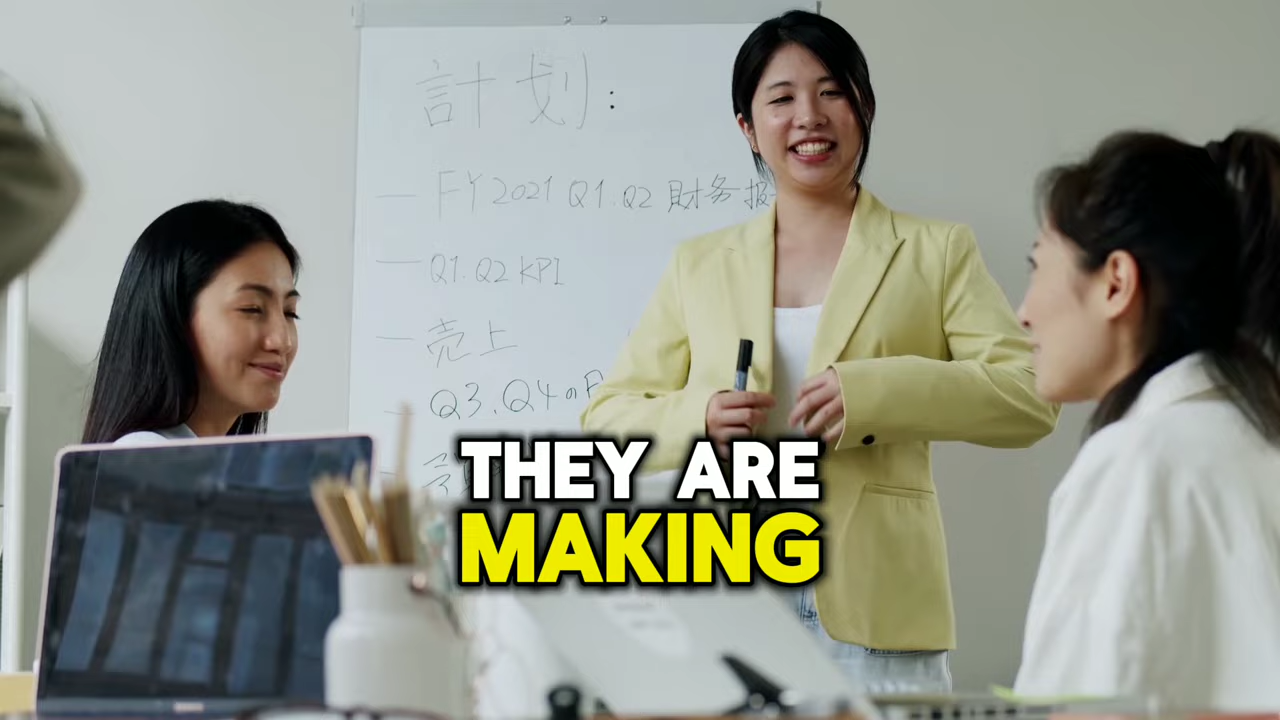 計划:
— FY2021 Q1.Q2 財务报
— Q1.Q2 KPI
— 売上
Q3.Q4の
THEY ARE
MAKING